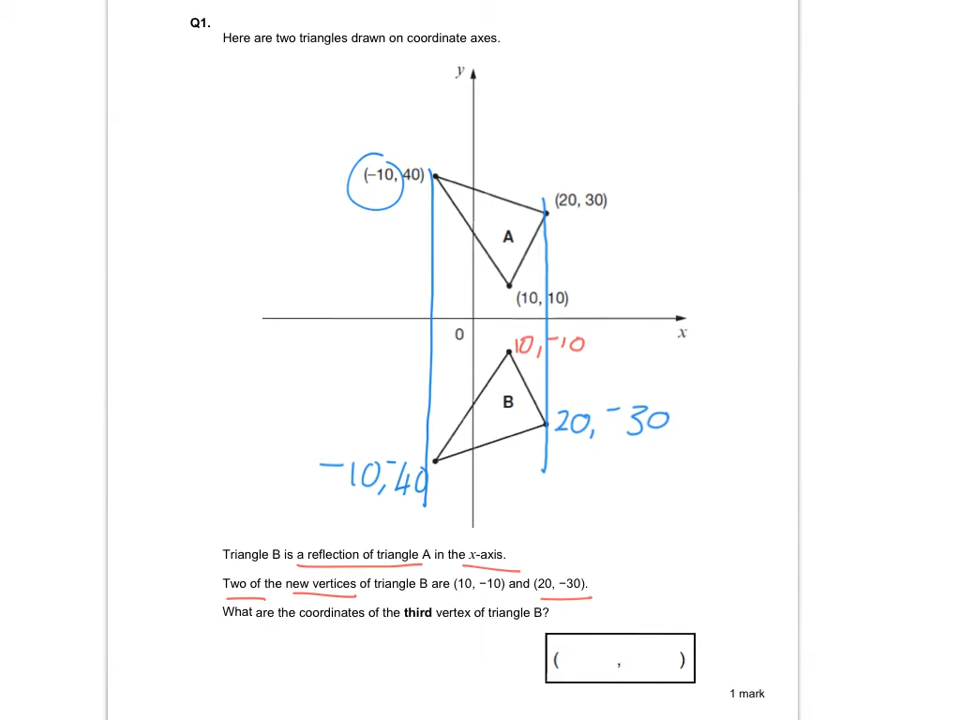 Q1.
Here are two triangles drawn on coordinate axes.
y
(−10, 40)
(20, 30)
A
(10, 10)
0
x
10, −10
B
20, −30
−10, −40
Triangle B is a reflection of triangle A in the x-axis.
Two of the new vertices of triangle B are (10, −10) and (20, −30).
What are the coordinates of the third vertex of triangle B?
( , )
1 mark